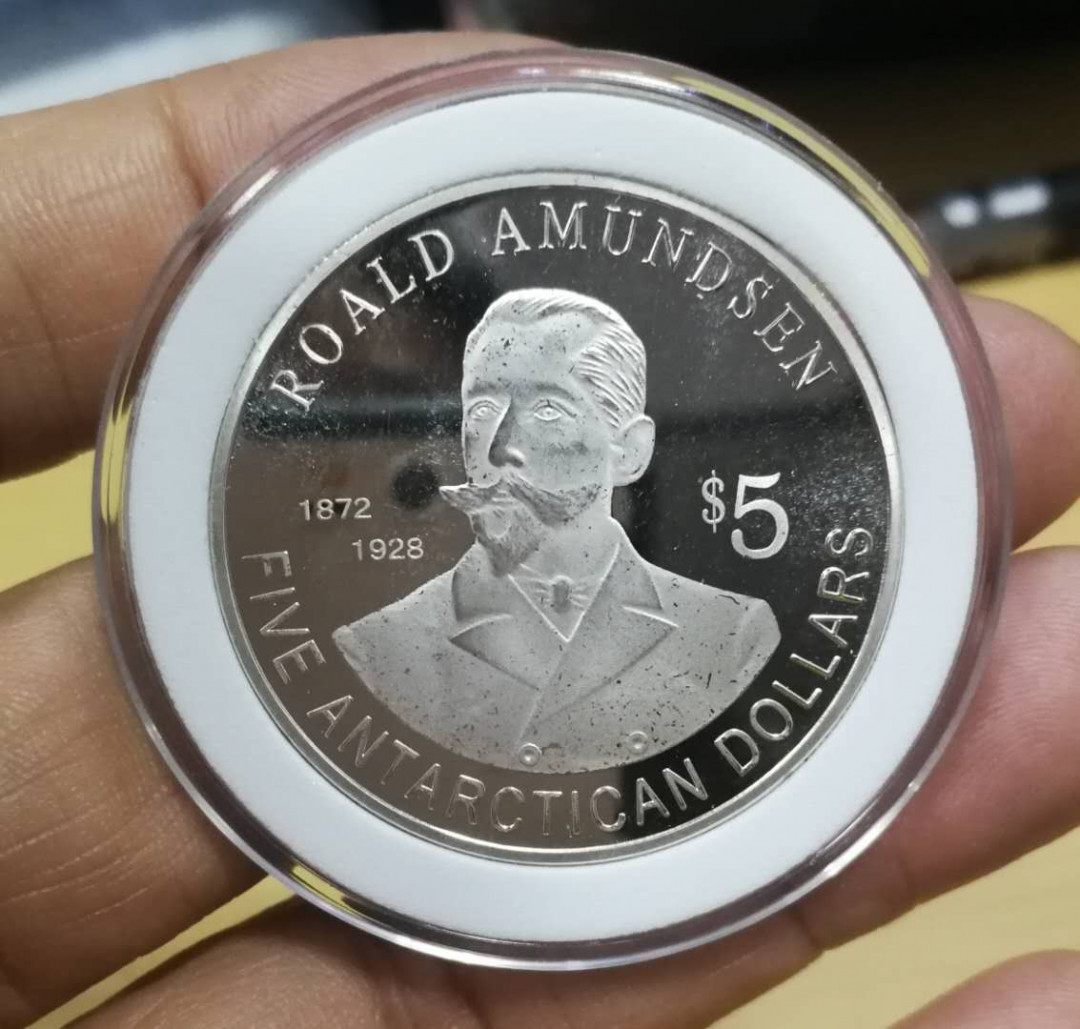 ROALD AMUNDSEN
1872
1928
$5
FIVE ANTARCTICAN DOLLARS